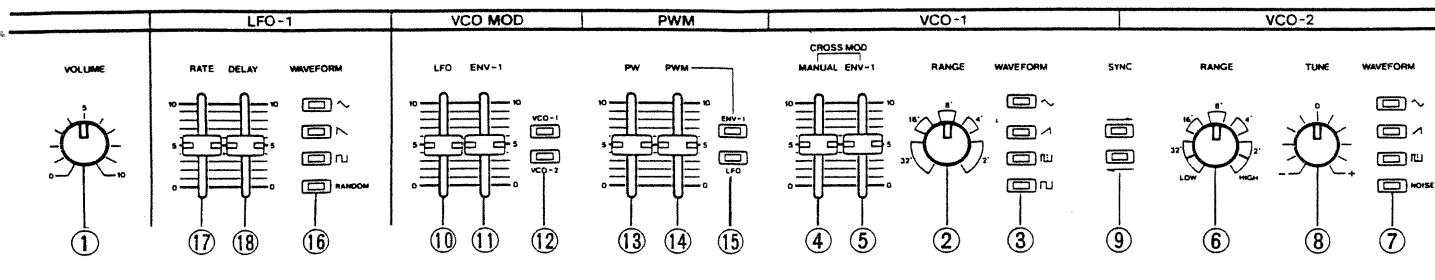 LFO-1 VCO MOD PWM VCO-1 VCO-2
CROSS MOD
VOLUME RATE DELAY WAVEFORM LFO ENV-1 PW PWM MANUAL ENV-1 RANGE WAVEFORM SYNC RANGE TUNE WAVEFORM
5 10 10 10 10 10 10 10 10 8' 8' 0
VCO-1 ENV-1 16' 4' 16' 4'
5 5 5 5 5 5 5 5
VCO-2 LFO 32' 2' 32' 2'
0 10 0 0 RANDOM 0 0 0 0 0 0 LOW HIGH - + NOISE
① ⑰ ⑱ ⑯ ⑩ ⑪ ⑫ ⑬ ⑭ ⑮ ④ ⑤ ② ③ ⑨ ⑥ ⑧ ⑦